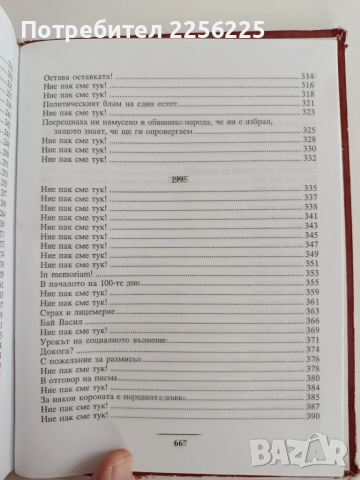 Потребител 2256225
Остава оставката! 314
Ние пак сме тук! 316
Ние пак сме тук! 318
Политическият блам на един естет 321
Ние пак сме тук! 323
Посрещнаха ни намусено и обвиниха народа, че ни е избрал,
защото знаят, че ще ги опровергаем 325
Ние пак сме тук! 328
Ние пак сме тук! 330
Ние пак сме тук! 332
1995
Ние пак сме тук! 335
Ние пак сме тук! 337
Ние пак сме тук! 338
Ние пак сме тук! 341
Ние пак сме тук! 343
Ние пак сме тук! 345
Ние пак сме тук! 347
Ние пак сме тук! 349
Ние пак сме тук! 351
In memoriam! 353
В началото на 100-те дни 355
Ние пак сме тук! 359
Ние пак сме тук! 361
Страх и лицемерие 363
Бай Васил 366
Ние пак сме тук! 369
Урокът на социалното вълнение 371
Докога? 374
С пожелание за размисъл 376
Ние пак сме тук! 378
В отговор на писма 380
Ние пак сме тук! 384
За някои короната е поредната 385
Ние пак сме тук! 387
Ние пак сме тук! 390
667
bazar